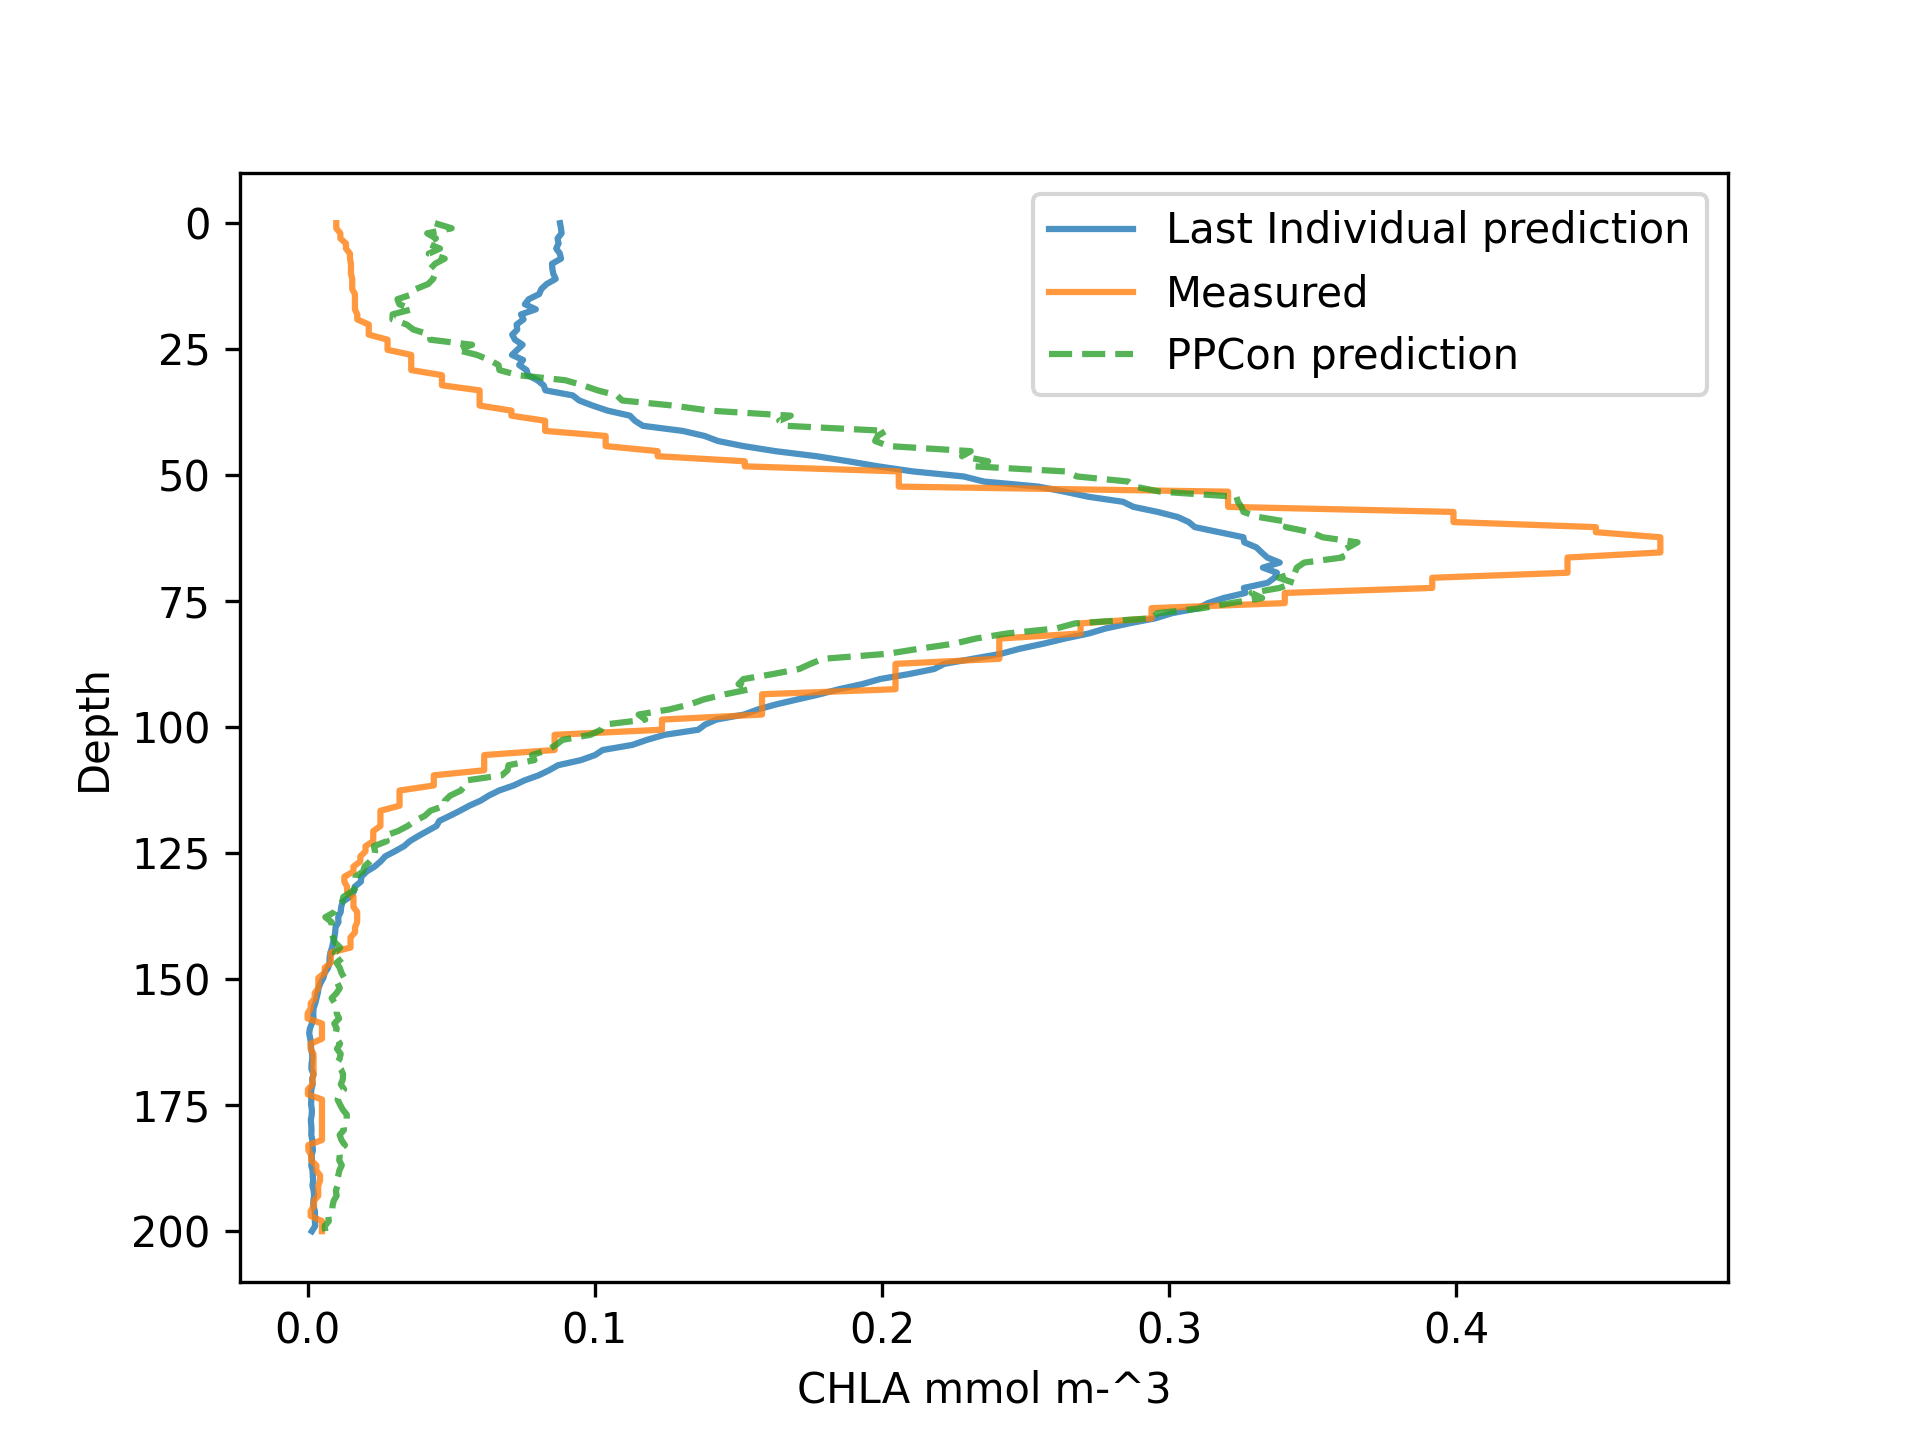 Last Individual prediction
Measured
PPCon prediction
0
25
50
75
100
125
150
175
200
Depth
0.0 0.1 0.2 0.3 0.4
CHLA mmol m-^3